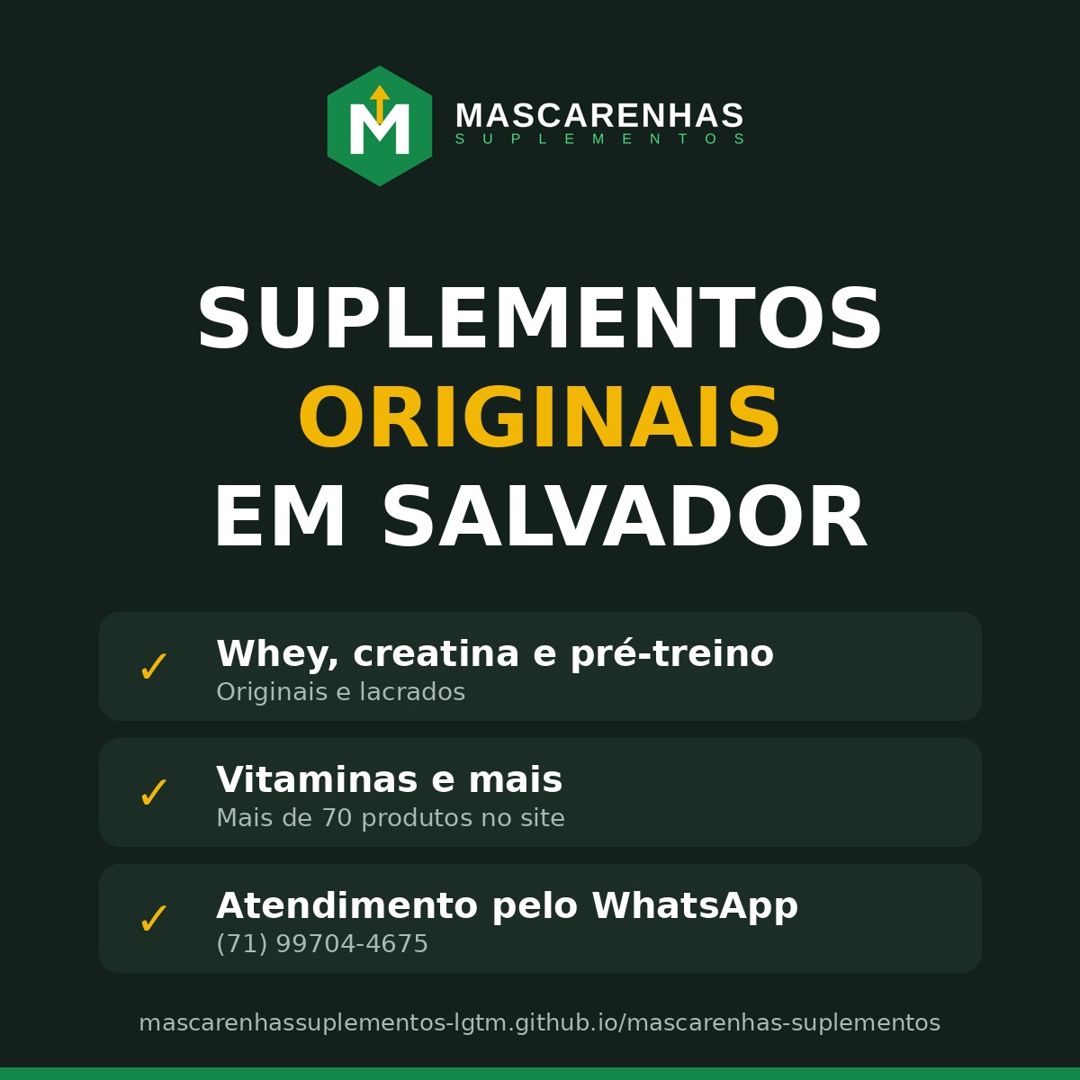 M
MASCARENHAS
SUPLEMENTOS
SUPLEMENTOS
ORIGINAIS
EM SALVADOR
✓ Whey, creatina e pré-treino
Originais e lacrados
✓ Vitaminas e mais
Mais de 70 produtos no site
✓ Atendimento pelo WhatsApp
(71) 99704-4675
mascarenhassuplementos-lgtm.github.io/mascarenhas-suplementos